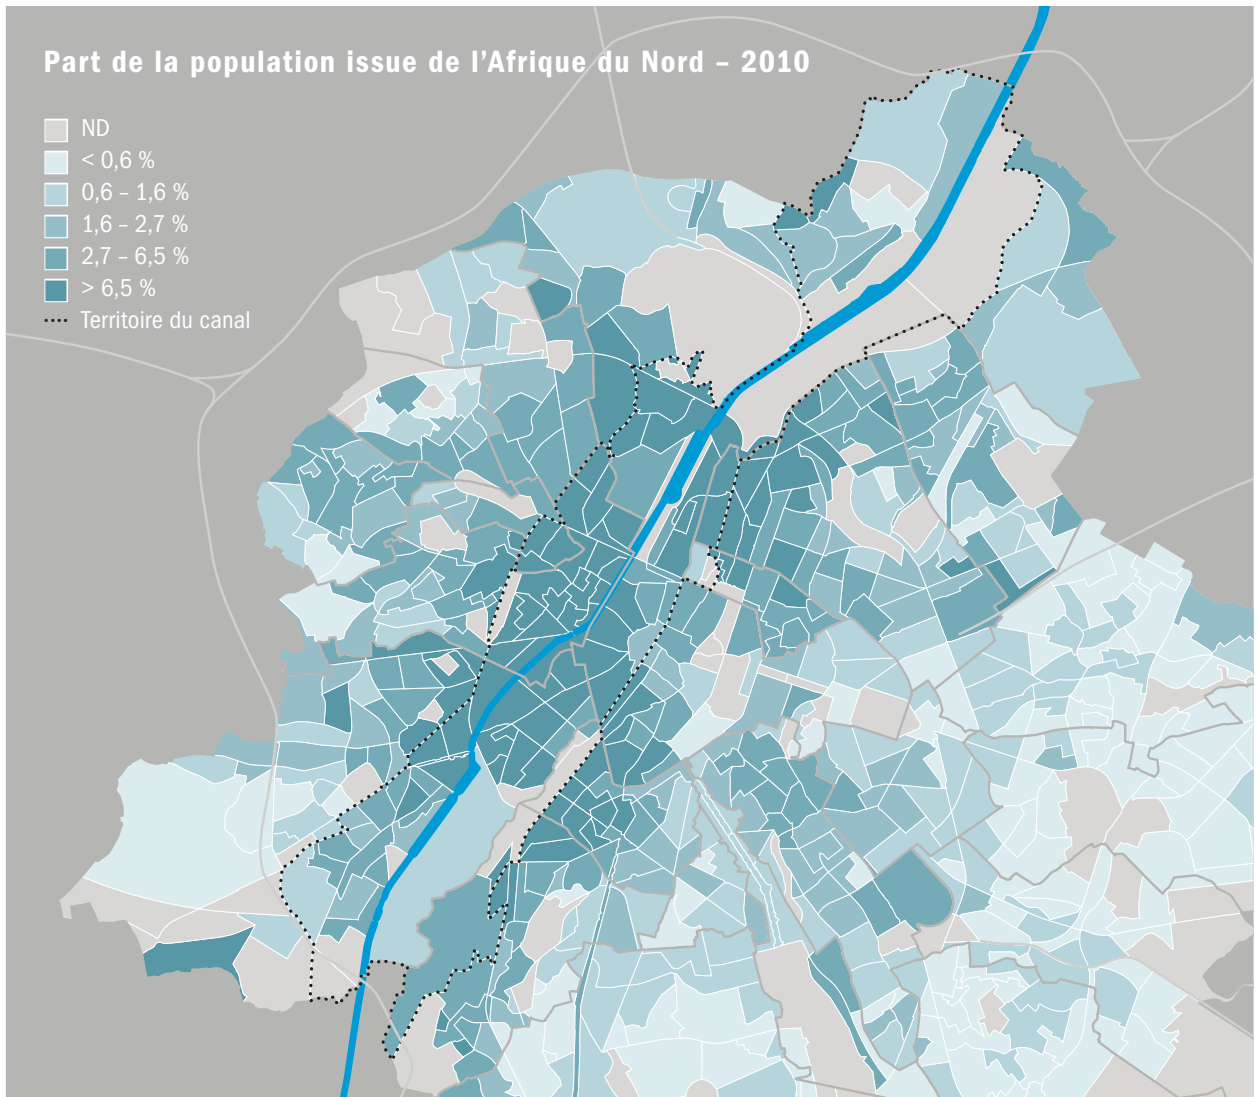 Part de la population issue de l’Afrique du Nord – 2010
ND
< 0,6 %
0,6 – 1,6 %
1,6 – 2,7 %
2,7 – 6,5 %
> 6,5 %
Territoire du canal